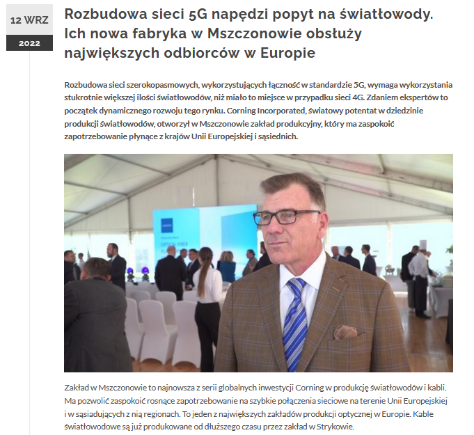 12 WRZ
2022
Rozbudowa sieci 5G napędzi popyt na światłowody.
Ich nowa fabryka w Mszczonowie obsłuży
największych odbiorców w Europie
Rozbudowa sieci szerokopasmowych, wykorzystujących łączność w standardzie 5G, wymaga wykorzystania
stukrotnie większej ilości światłowodów, niż miało to miejsce w przypadku sieci 4G. Zdaniem ekspertów to
początek dynamicznego rozwoju tego rynku. Corning Incorporated, światowy potentat w dziedzinie
produkcji światłowodów, otworzył w Mszczonowie zakład produkcyjny, który ma zaspokoić
zapotrzebowanie płynące z krajów Unii Europejskiej i sąsiednich.
Zakład w Mszczonowie to najnowsza z serii globalnych inwestycji Corning w produkcję światłowodów i kabli.
Ma pozwolić zaspokoić rosnące zapotrzebowanie na szybkie połączenia sieciowe na terenie Unii Europejskiej
i w sąsiadujących z nią regionach. To jeden z największych zakładów produkcji optycznej w Europie. Kable
światłowodowe są już produkowane od dłuższego czasu przez zakład w Strykowie.